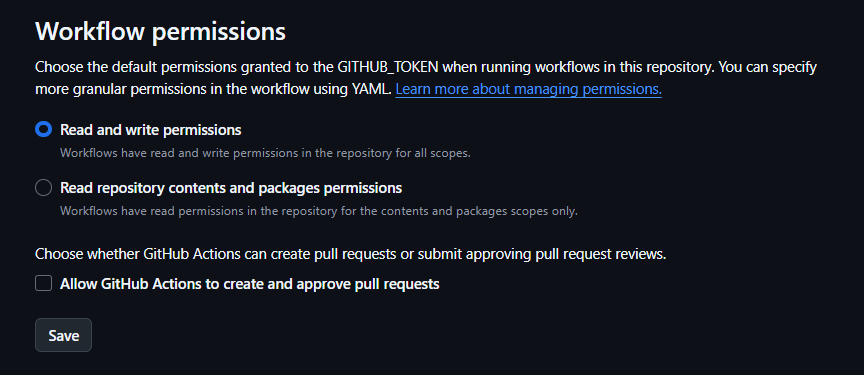 Workflow permissions
Choose the default permissions granted to the GITHUB_TOKEN when running workflows in this repository. You can specify
more granular permissions in the workflow using YAML. Learn more about managing permissions.
Read and write permissions
Workflows have read and write permissions in the repository for all scopes.
Read repository contents and packages permissions
Workflows have read permissions in the repository for the contents and packages scopes only.
Choose whether GitHub Actions can create pull requests or submit approving pull request reviews.
Allow GitHub Actions to create and approve pull requests
Save